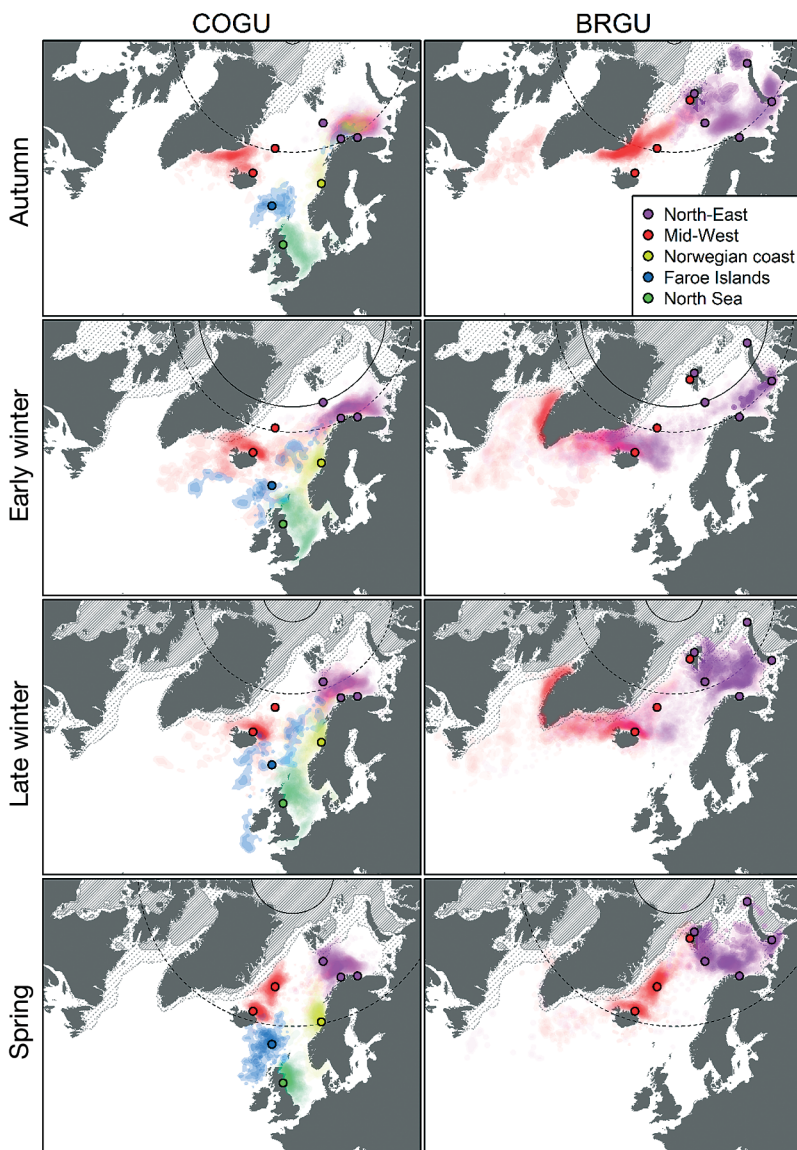 COGU
BRGU
Autumn
North-East
Mid-West
Norwegian coast
Faroe Islands
North Sea
Early winter
Late winter
Spring